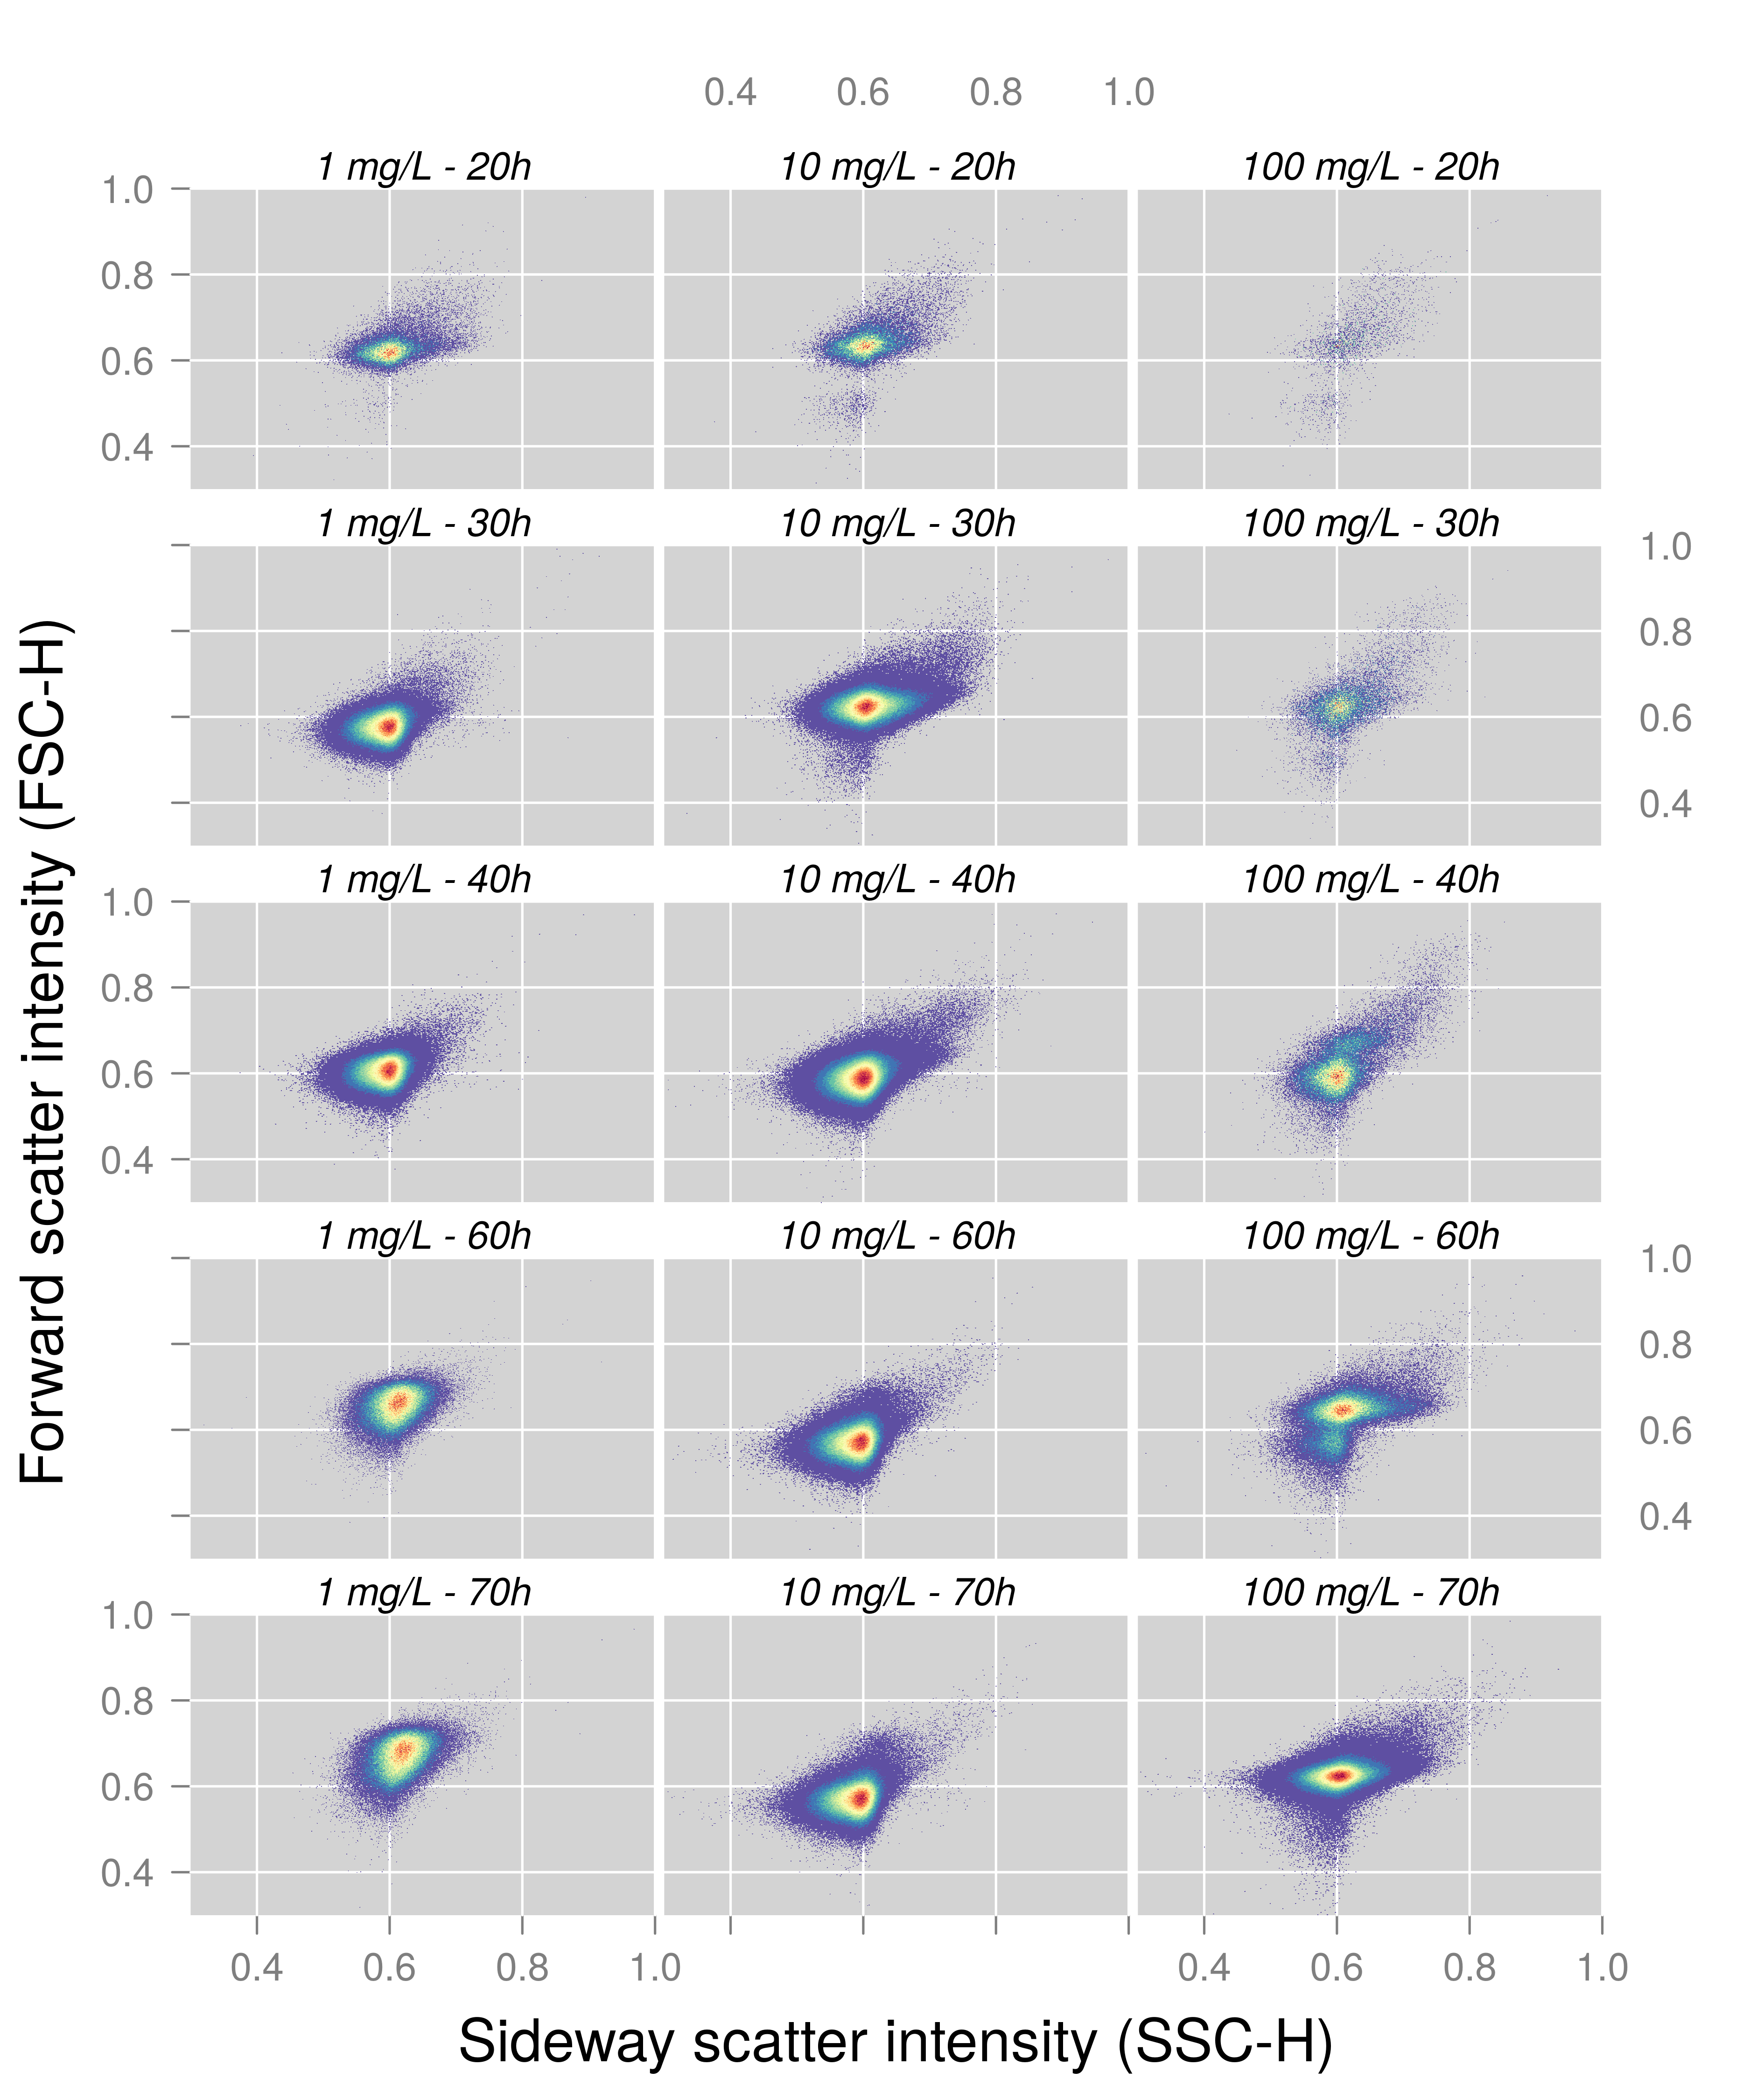 0.4 0.6 0.8 1.0
1 mg/L - 20h 10 mg/L - 20h 100 mg/L - 20h
1.0
0.8
0.6
0.4
1 mg/L - 30h 10 mg/L - 30h 100 mg/L - 30h
1.0
0.8
0.6
0.4
1 mg/L - 40h 10 mg/L - 40h 100 mg/L - 40h
1.0
0.8
0.6
0.4
1 mg/L - 60h 10 mg/L - 60h 100 mg/L - 60h
1.0
0.8
0.6
0.4
1 mg/L - 70h 10 mg/L - 70h 100 mg/L - 70h
1.0
0.8
0.6
0.4
0.4 0.6 0.8 1.0 0.4 0.6 0.8 1.0
Forward scatter intensity (FSC-H)
Sideway scatter intensity (SSC-H)